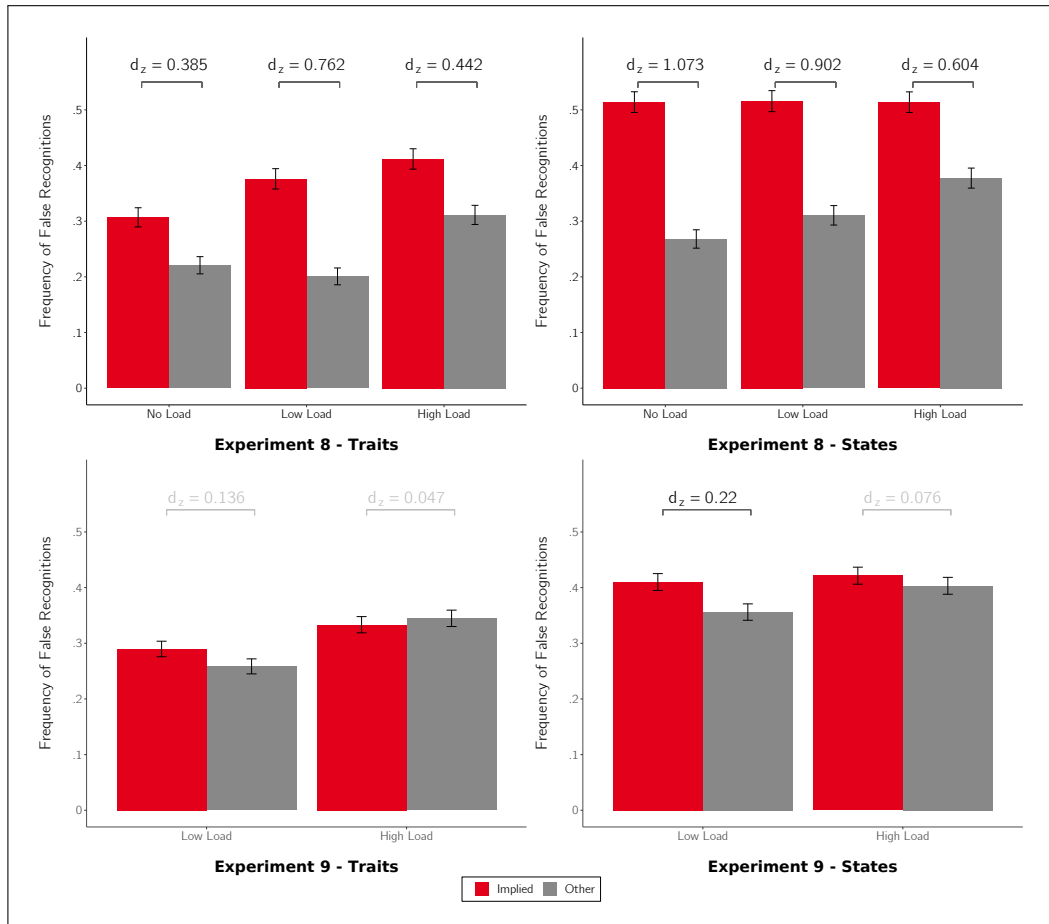 d_z = 0.385
d_z = 0.762
d_z = 0.442
Frequency of False Recognitions
.5
.4
.3
.2
.1
0
No Load
Low Load
High Load
Experiment 8 - Traits
d_z = 1.073
d_z = 0.902
d_z = 0.604
Frequency of False Recognitions
.5
.4
.3
.2
.1
0
No Load
Low Load
High Load
Experiment 8 - States
d_z = 0.136
d_z = 0.047
Frequency of False Recognitions
.5
.4
.3
.2
.1
0
Low Load
High Load
Experiment 9 - Traits
d_z = 0.22
d_z = 0.076
Frequency of False Recognitions
.5
.4
.3
.2
.1
0
Low Load
High Load
Experiment 9 - States
Implied
Other